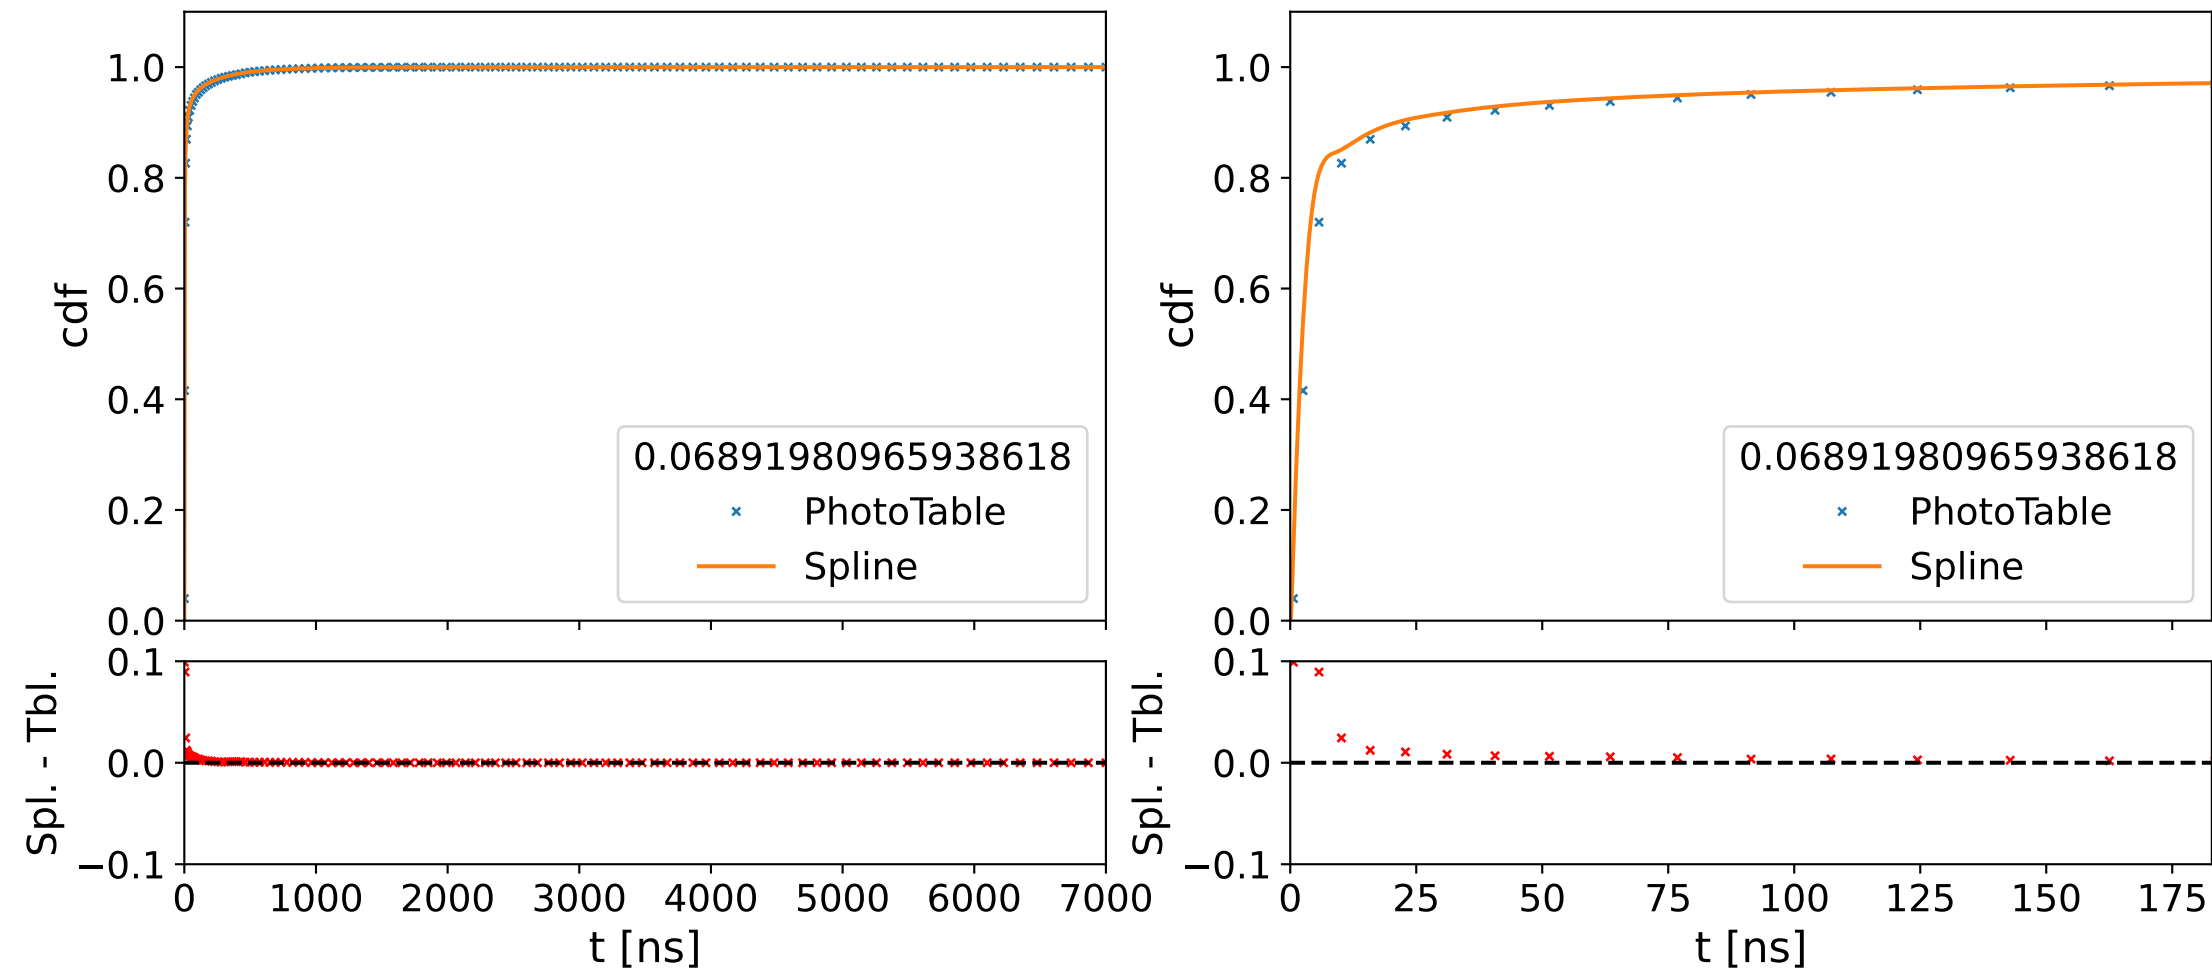 cdf
1.0
0.8
0.6
0.4
0.2
0.0
0.06891980965938618
PhotoTable
Spline
Spl. - Tbl.
0.1
0.0
−0.1
0 1000 2000 3000 4000 5000 6000 7000
t [ns]
cdf
1.0
0.8
0.6
0.4
0.2
0.0
0.06891980965938618
PhotoTable
Spline
Spl. - Tbl.
0.1
0.0
−0.1
0 25 50 75 100 125 150 175
t [ns]